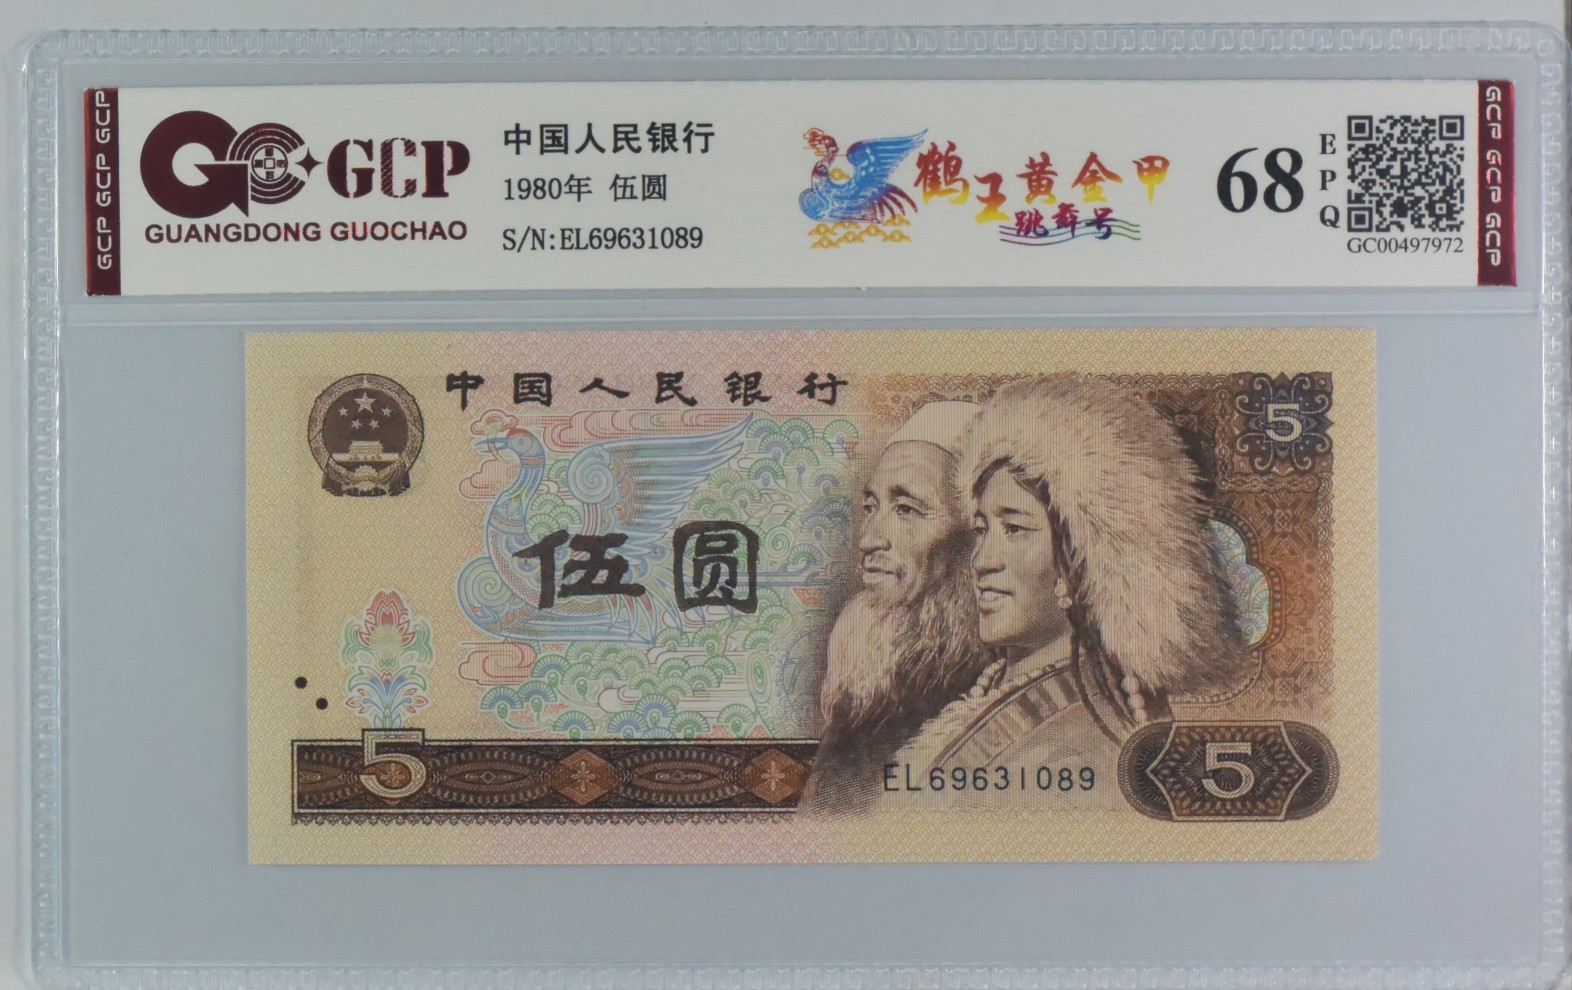 GCP GCP GCP
GCP
GUANGDONG GUOCHAO
中国人民银行
1980年 伍圆
S/N:EL69631089
鹤王黄金甲
跳舞号
68
E
P
Q
GC00497972
GCP GCP GCP
中国人民银行
5
伍圆
5
EL69631089
5